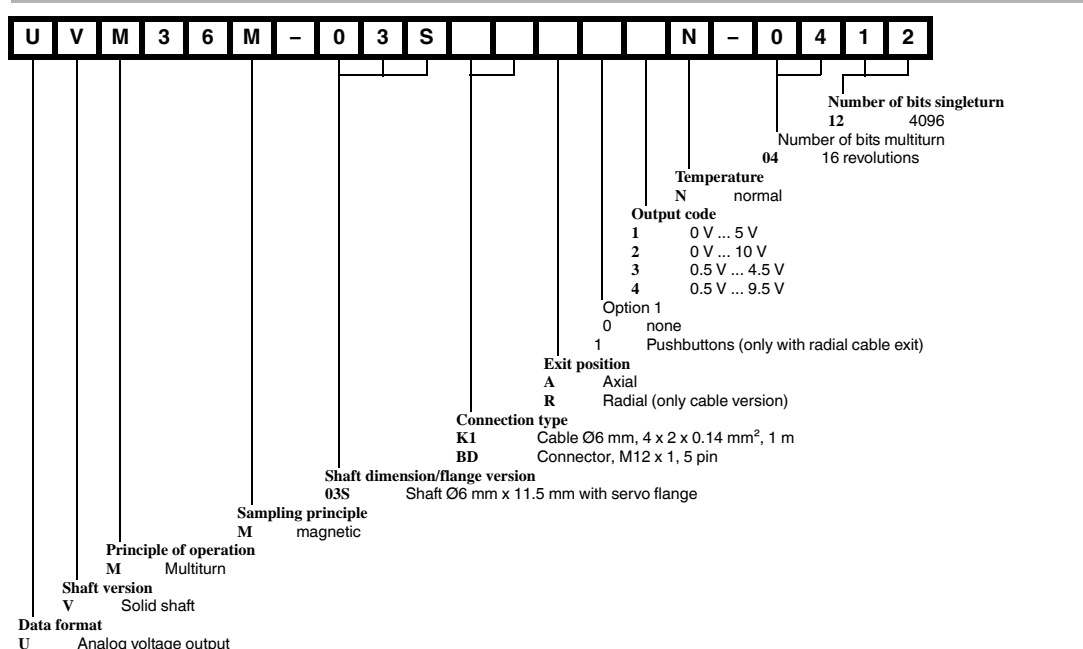 U V M 3 6 M – 0 3 S N – 0 4 1 2
Number of bits singleturn
12 4096
Number of bits multiturn
04 16 revolutions
Temperature
N normal
Output code
1 0 V ... 5 V
2 0 V ... 10 V
3 0.5 V ... 4.5 V
4 0.5 V ... 9.5 V
Option 1
0 none
1 Pushbuttons (only with radial cable exit)
Exit position
A Axial
R Radial (only cable version)
Connection type
K1 Cable Ø6 mm, 4 x 2 x 0.14 mm², 1 m
BD Connector, M12 x 1, 5 pin
Shaft dimension/flange version
03S Shaft Ø6 mm x 11.5 mm with servo flange
Sampling principle
M magnetic
Principle of operation
M Multiturn
Shaft version
V Solid shaft
Data format
U Analog voltage output